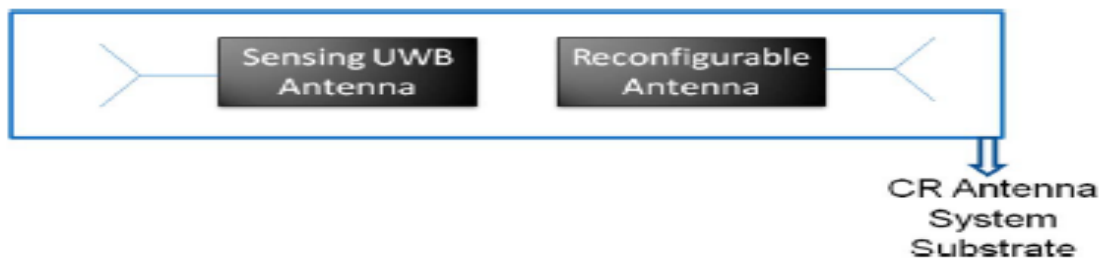 Sensing UWB
Antenna
Reconfigurable
Antenna
CR Antenna
System
Substrate